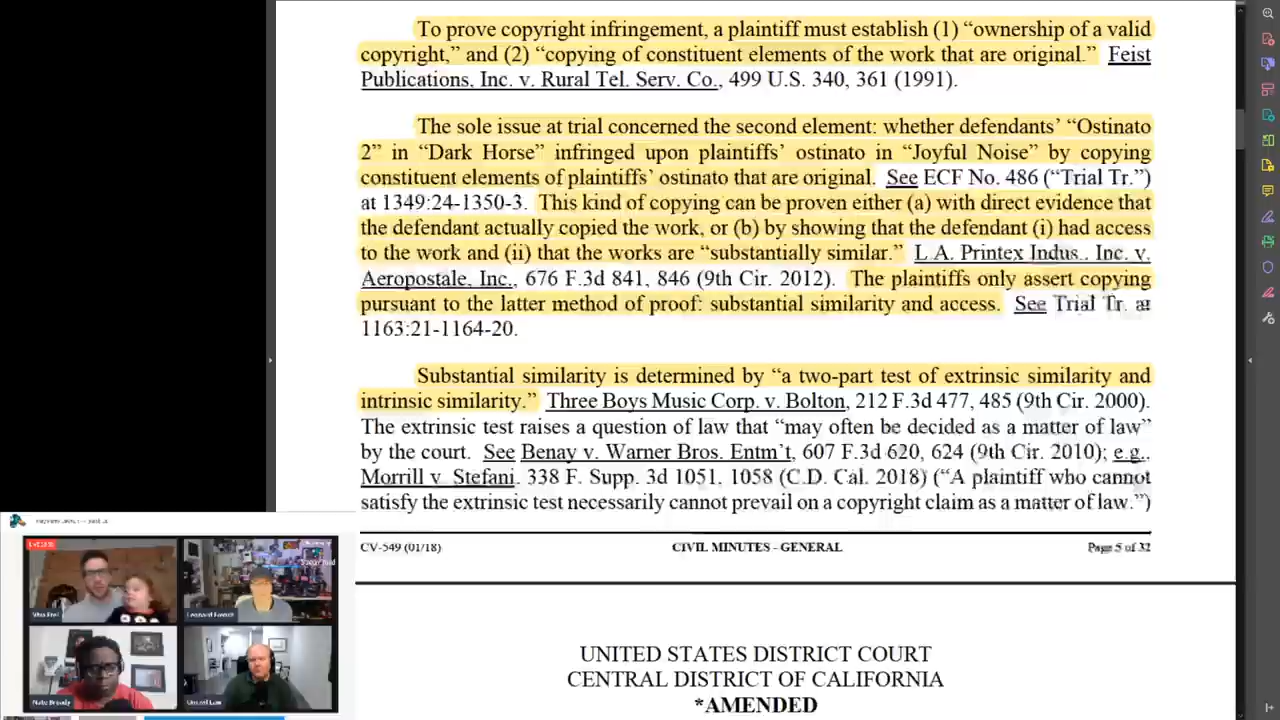 To prove copyright infringement, a plaintiff must establish (1) “ownership of a valid
copyright,” and (2) “copying of constituent elements of the work that are original.” Feist
Publications, Inc. v. Rural Tel. Serv. Co., 499 U.S. 340, 361 (1991).
The sole issue at trial concerned the second element: whether defendants’ “Ostinato
2” in “Dark Horse” infringed upon plaintiffs’ ostinato in “Joyful Noise” by copying
constituent elements of plaintiffs’ ostinato that are original. See ECF No. 486 (“Trial Tr.”)
at 1349:24-1350-3. This kind of copying can be proven either (a) with direct evidence that
the defendant actually copied the work, or (b) by showing that the defendant (i) had access
to the work and (ii) that the works are “substantially similar.” L.A. Printex Indus., Inc. v.
Aeropostale, Inc., 676 F.3d 841, 846 (9th Cir. 2012). The plaintiffs only assert copying
pursuant to the latter method of proof: substantial similarity and access. See Trial Tr. at
1163:21-1164-20.
Substantial similarity is determined by “a two-part test of extrinsic similarity and
intrinsic similarity.” Three Boys Music Corp. v. Bolton, 212 F.3d 477, 485 (9th Cir. 2000).
The extrinsic test raises a question of law that “may often be decided as a matter of law”
by the court. See Benay v. Warner Bros. Entm’t, 607 F.3d 620, 624 (9th Cir. 2010); e.g.,
Morrill v. Stefani, 338 F. Supp. 3d 1051, 1058 (C.D. Cal. 2018) (“A plaintiff who cannot
satisfy the extrinsic test necessarily cannot prevail on a copyright claim as a matter of law.”)
CV-549 (01/18) CIVIL MINUTES - GENERAL Page 5 of 32
UNITED STATES DISTRICT COURT
CENTRAL DISTRICT OF CALIFORNIA
*AMENDED
Viva Frei
Leonard French
Nate Broady